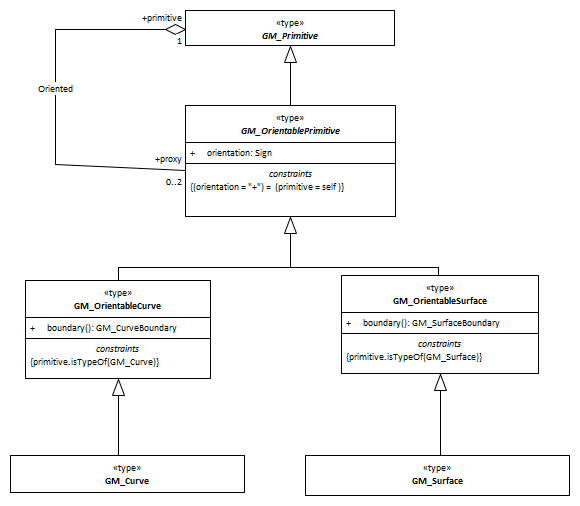 +primitive
1
«type»
GM_Primitive
Oriented
«type»
GM_OrientablePrimitive
+ orientation: Sign
constraints
{(orientation = "+") = (primitive = self )}
+proxy
0..2
«type»
GM_OrientableCurve
+ boundary(): GM_CurveBoundary
constraints
{primitive.isTypeOf(GM_Curve)}
«type»
GM_OrientableSurface
+ boundary(): GM_SurfaceBoundary
constraints
{primitive.isTypeOf(GM_Surface)}
«type»
GM_Curve
«type»
GM_Surface